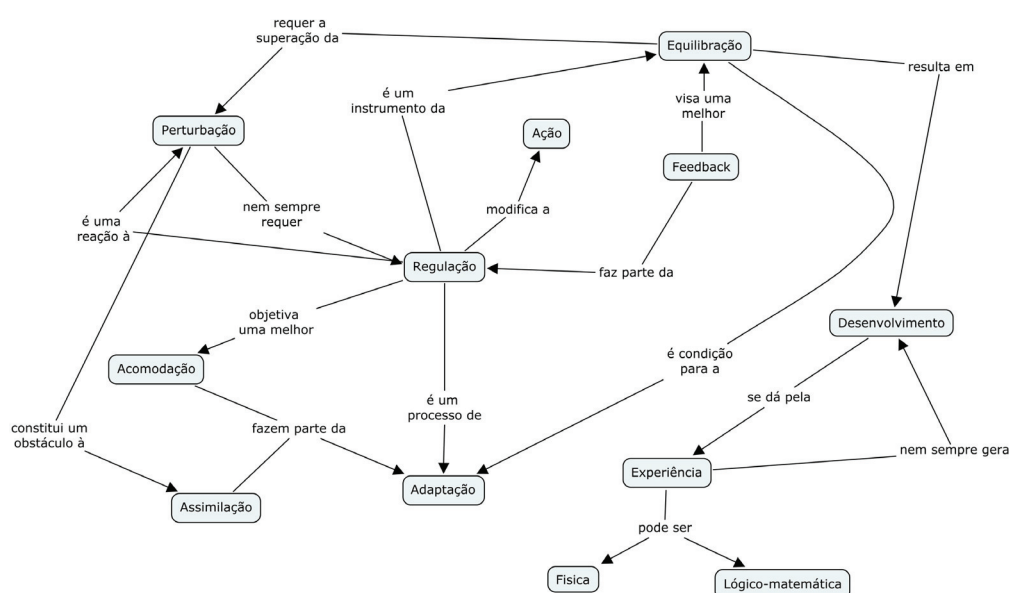 requer a
superação da
Equilibração
resulta em
é um
instrumento da
visa uma
melhor
Perturbação
Ação
Feedback
nem sempre
requer
modifica a
é uma
reação à
Regulação
faz parte da
objetiva
uma melhor
Desenvolvimento
é condição
para a
Acomodação
se dá pela
é um
processo de
constitui um
obstáculo à
fazem parte da
nem sempre gera
Experiência
Adaptação
Assimilação
pode ser
Fisica
Lógico-matemática